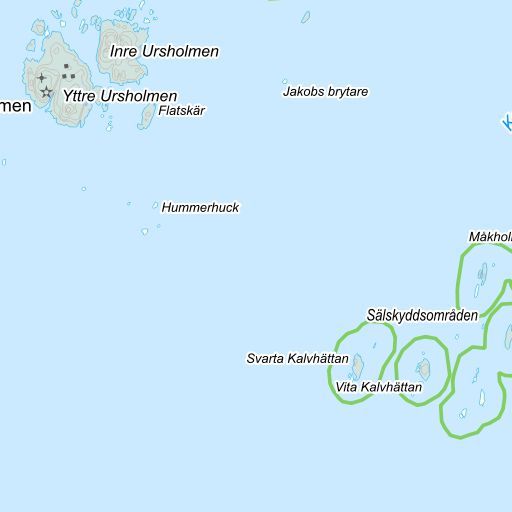 Inre Ursholmen
Yttre Ursholmen
men
Flatskär
Jakobs brytare
Hummerhuck
Måkhol
Sälskyddsområden
Svarta Kalvhättan
Vita Kalvhättan